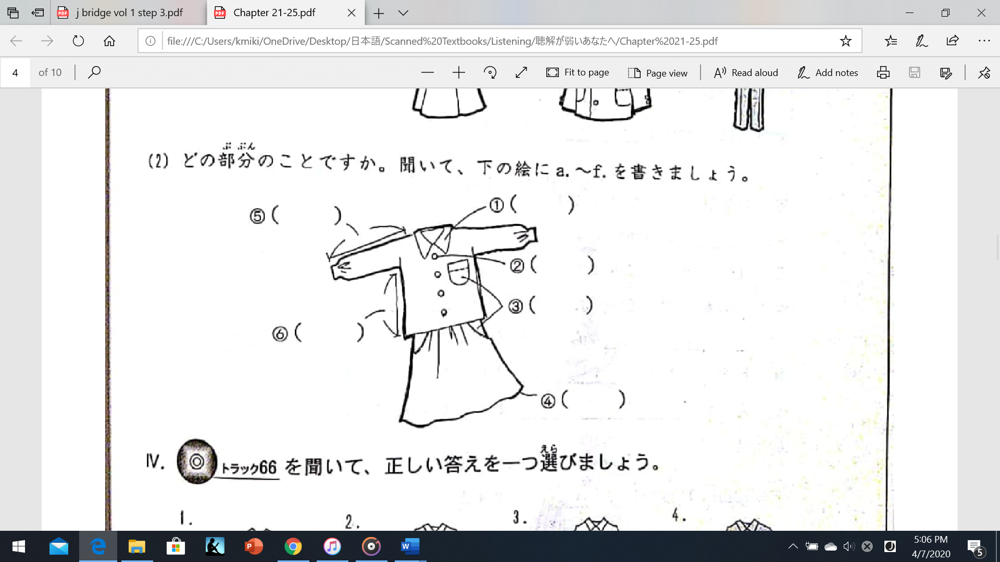 j bridge vol 1 step 3.pdf
Chapter 21-25.pdf
file:///C:/Users/kmiki/OneDrive/Desktop/日本語/Scanned%20Textbooks/Listening/聴解が弱いあなたへ/Chapter%2021-25.pdf
4 of 10
Fit to page
Page view
Read aloud
Add notes
ぶ ぶん
(2) どの部分のことですか。聞いて、下の絵に a.～f. を書きましょう。
⑤( )
①( )
②( )
③( )
⑥( )
④( )
えら
Ⅳ. トラック66 を聞いて、正しい答えを一つ選びましょう。
1.
2.
3.
4.
5:06 PM
4/7/2020
5